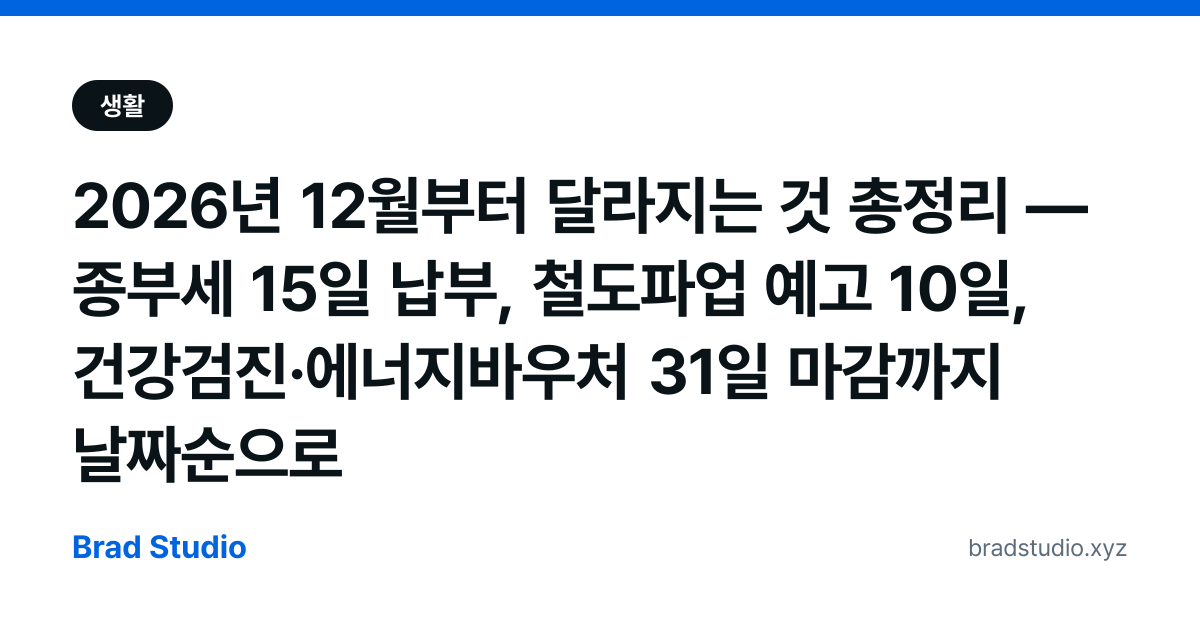 생활
2026년 12월부터 달라지는 것 총정리 —
종부세 15일 납부, 철도파업 예고 10일,
건강검진·에너지바우처 31일 마감까지
날짜순으로
Brad Studio
bradstudio.xyz